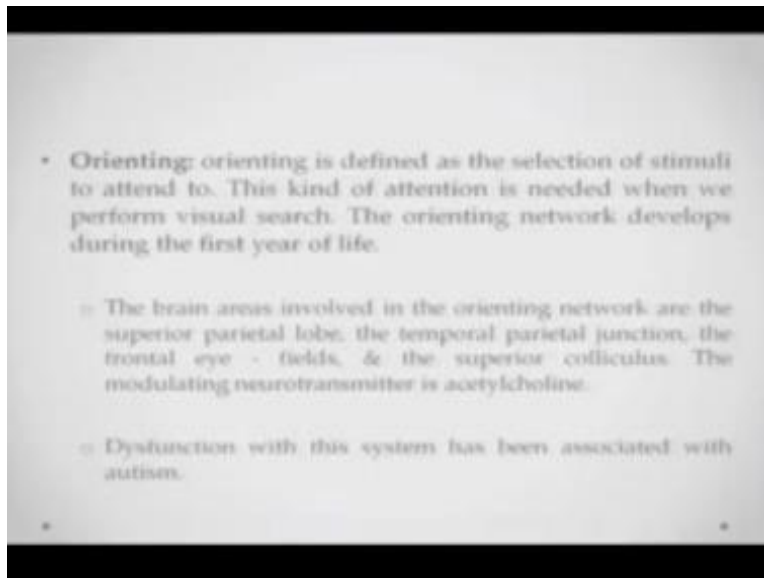 • Orienting: orienting is defined as the selection of stimuli
to attend to. This kind of attention is needed when we
perform visual search. The orienting network develops
during the first year of life.
o The brain areas involved in the orienting network are the
superior parietal lobe, the temporal parietal junction, the
frontal eye - fields, & the superior colliculus. The
modulating neurotransmitter is acetylcholine.
o Dysfunction with this system has been associated with
autism.